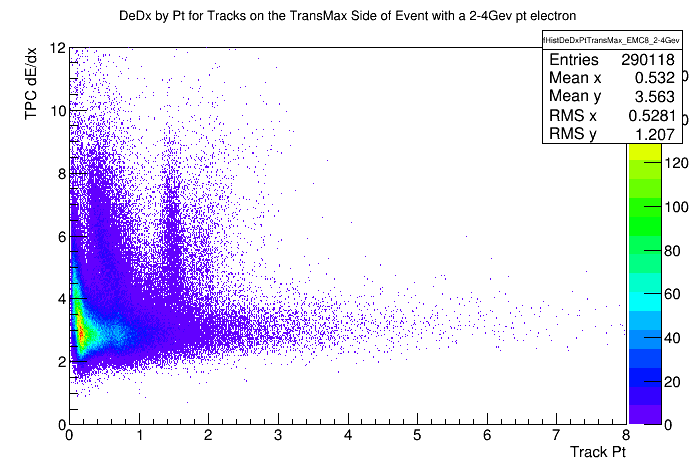 DeDx by Pt for Tracks on the TransMax Side of Event with a 2-4Gev pt electron
fHistDeDxPtTransMax_EMC8_2-4Gev
Entries 290118
Mean x 0.532
Mean y 3.563
RMS x 0.5281
RMS y 1.207
TPC dE/dx
12
10
8
6
4
2
0
0 1 2 3 4 5 6 7 8
Track Pt
120
100
80
60
40
20
0